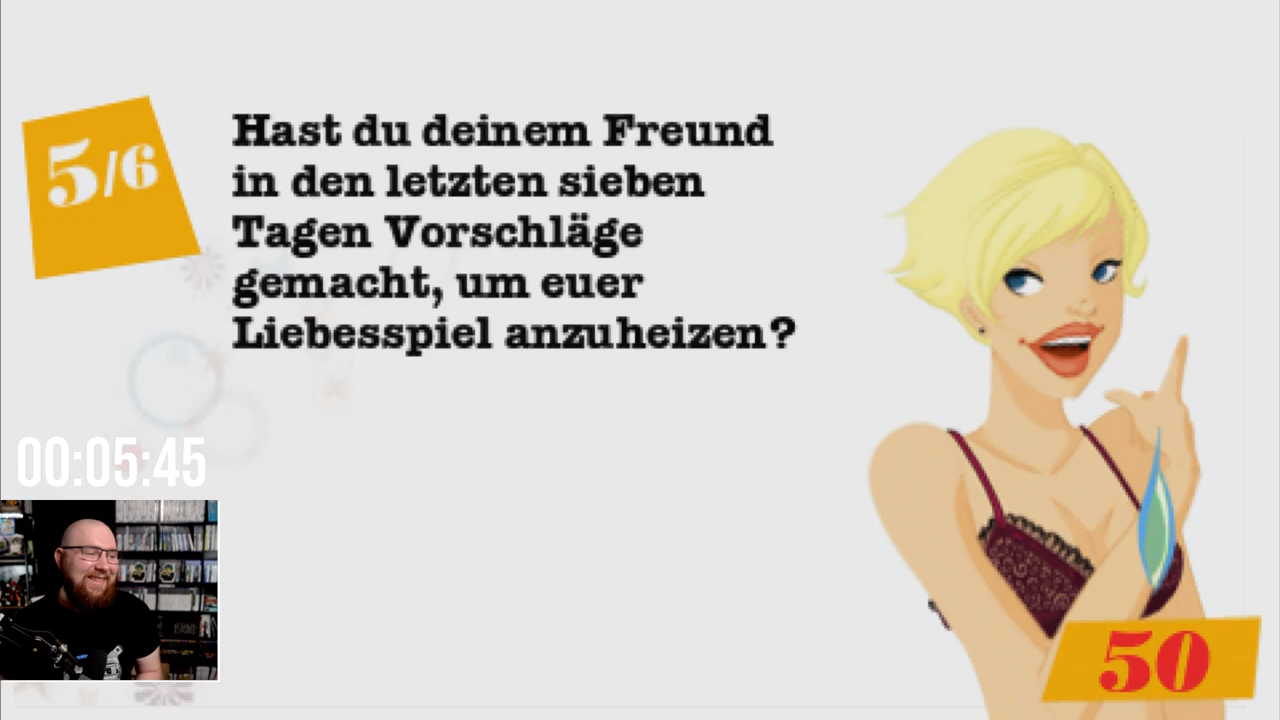 5/6
Hast du deinem Freund
in den letzten sieben
Tagen Vorschläge
gemacht, um euer
Liebesspiel anzuheizen?
00:05:45
50